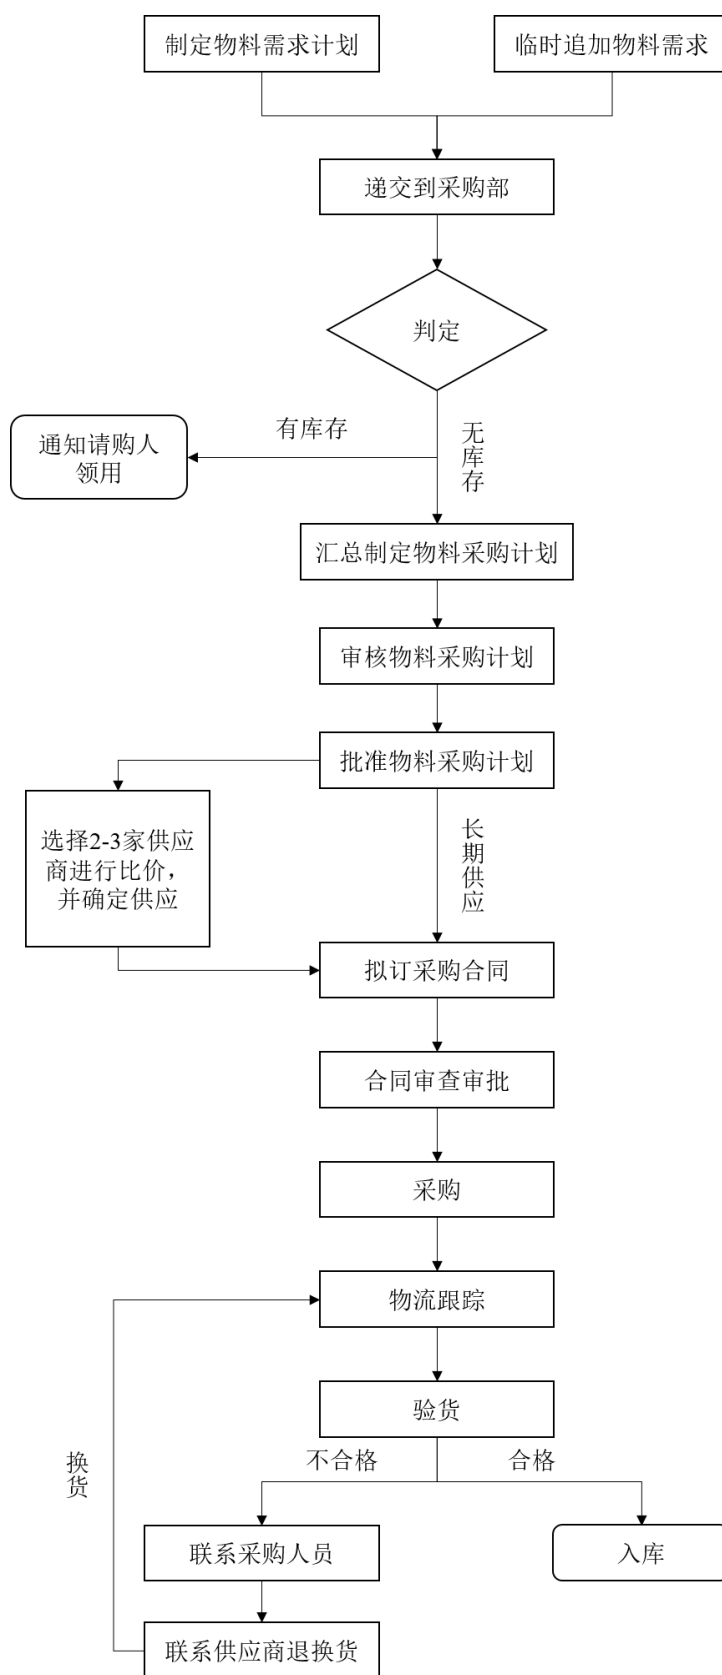 制定物料需求计划
临时追加物料需求
递交到采购部
判定
有库存
无库存
通知请购人
领用
汇总制定物料采购计划
审核物料采购计划
批准物料采购计划
选择2-3家供应
商进行比价，
并确定供应
长期供应
拟订采购合同
合同审查审批
采购
物流跟踪
验货
不合格
合格
换货
联系采购人员
入库
联系供应商退换货